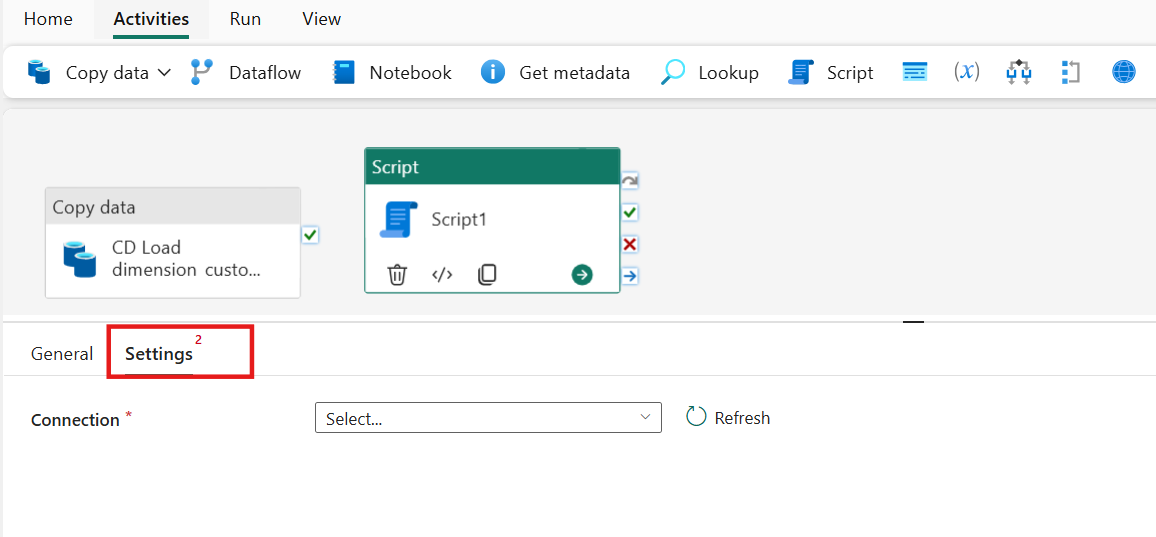 Home Activities Run View
Copy data Dataflow Notebook Get metadata Lookup Script (x)
Script
Copy data
Script1
CD Load
dimension custo...
</>
General Settings 2
Connection * Select... Refresh